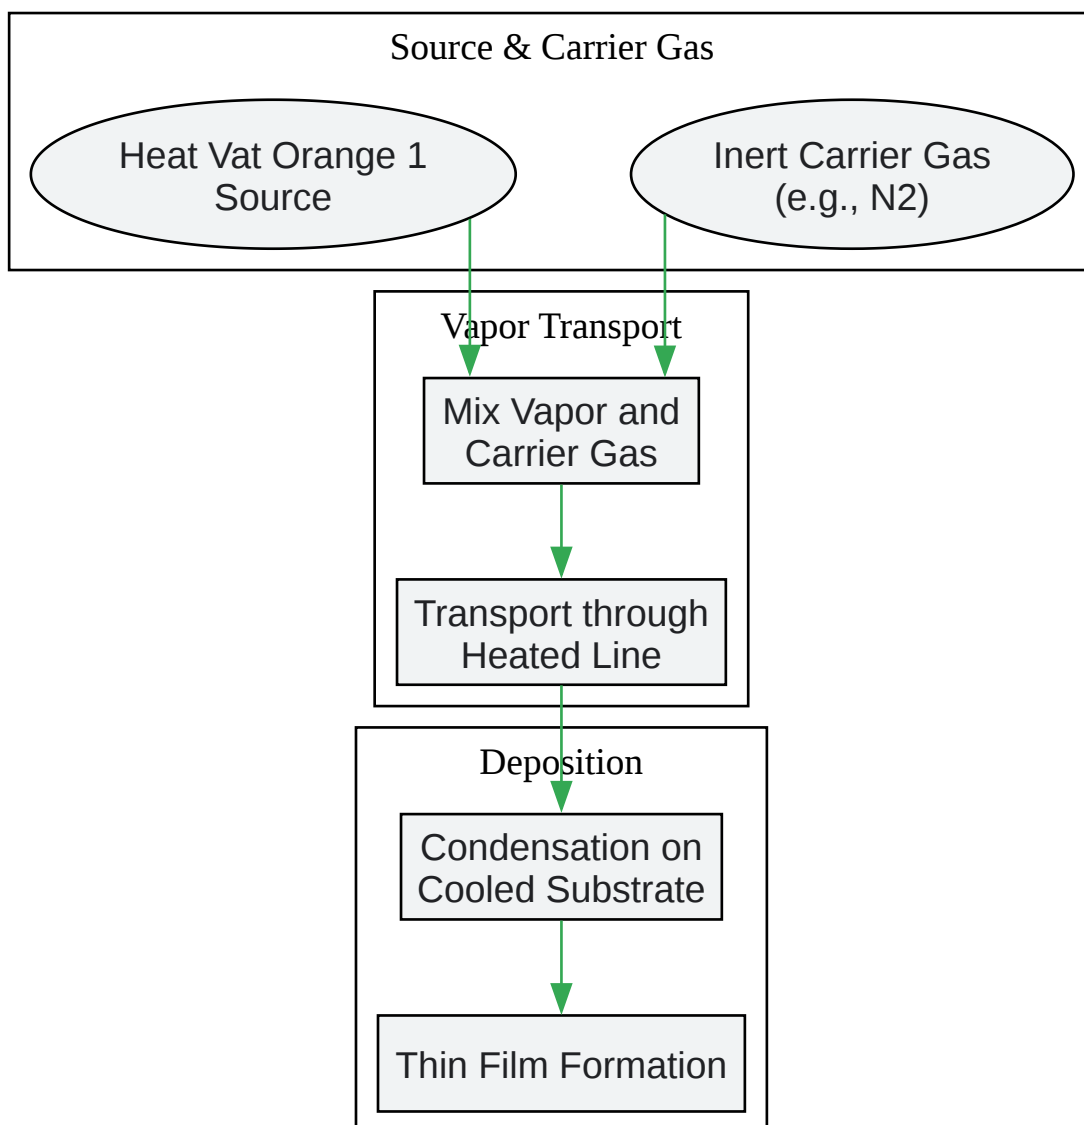 Source & Carrier Gas
Heat Vat Orange 1
Source
Inert Carrier Gas
(e.g., N2)
Vapor Transport
Mix Vapor and
Carrier Gas
Transport through
Heated Line
Deposition
Condensation on
Cooled Substrate
Thin Film Formation